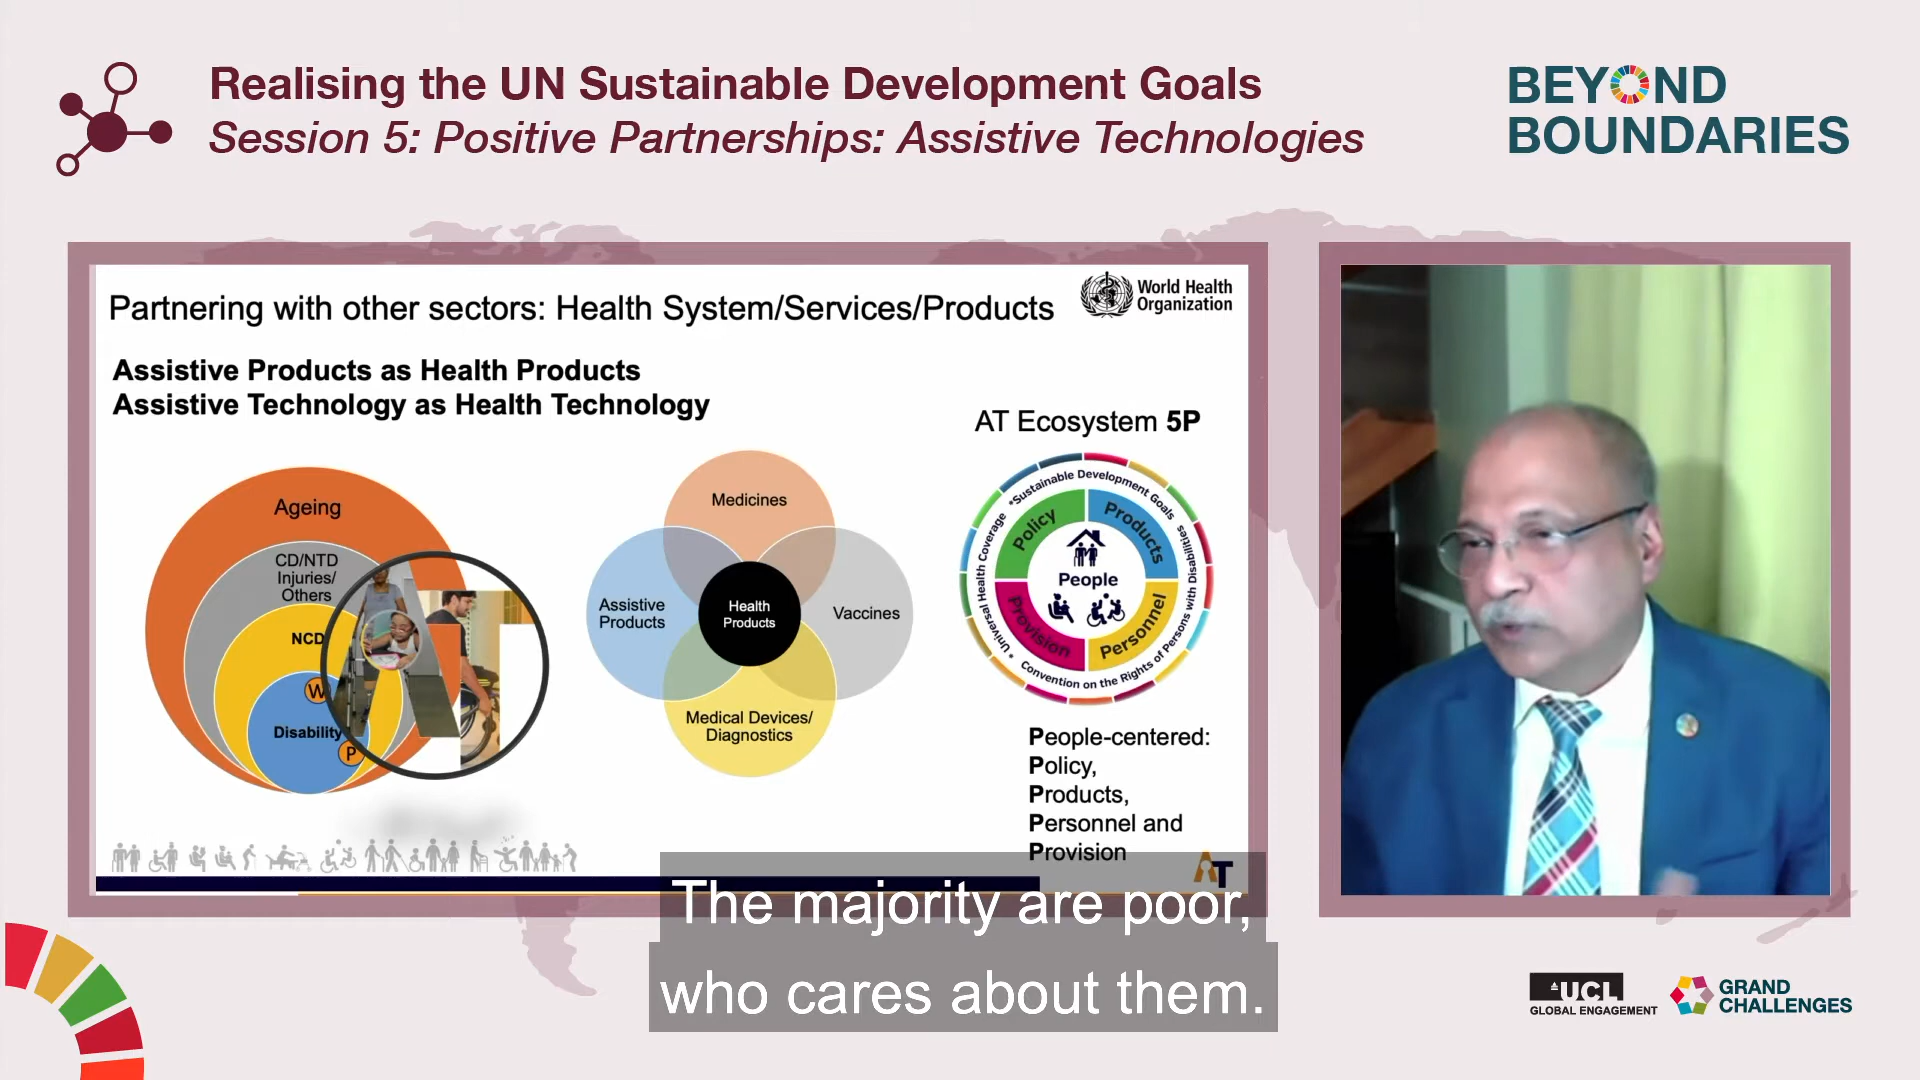 Realising the UN Sustainable Development Goals
Session 5: Positive Partnerships: Assistive Technologies
BEYOND
BOUNDARIES
Partnering with other sectors: Health System/Services/Products
World Health
Organization
Assistive Products as Health Products
Assistive Technology as Health Technology
Ageing
CD/NTD
Injuries/
Others
NCD
W
Disability
P
AT
Medicines
Assistive
Products
Health
Products
Vaccines
Medical Devices/
Diagnostics
AT Ecosystem 5P
*Sustainable Development Goals
Convention on the Rights of Persons with Disabilities
*Universal Health Coverage
*
Policy
Products
People
Provision
Personnel
People-centered:
Policy,
Products,
Personnel and
Provision
AT
The majority are poor,
who cares about them.
UCL
GLOBAL ENGAGEMENT
GRAND
CHALLENGES